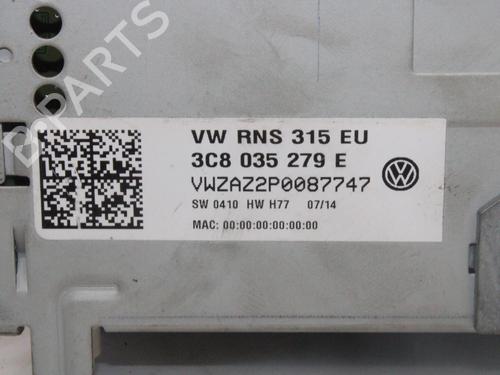 B PARTS
VW RNS 315 EU
3C8 035 279 E
VWZAZ2P0087747
SW 0410 HW H77 07/14
MAC: 00:00:00:00:00:00